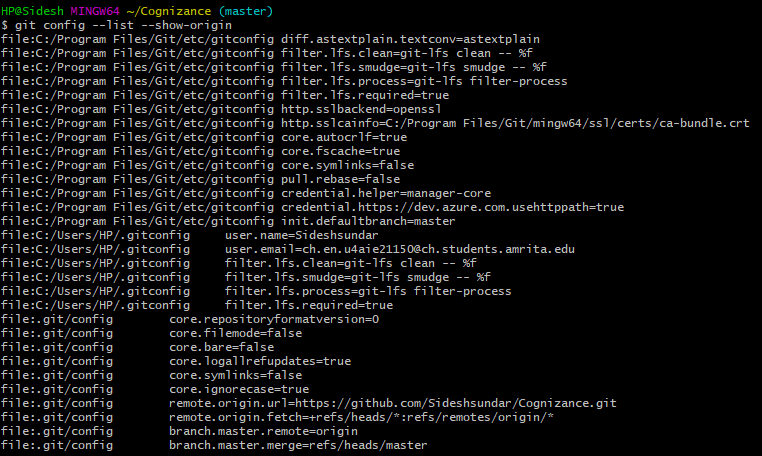 HP@Sidesh MINGW64 ~/Cognizance (master)
$ git config --list --show-origin
file:C:/Program Files/Git/etc/gitconfig diff.astextplain.textconv=astextplain
file:C:/Program Files/Git/etc/gitconfig filter.lfs.clean=git-lfs clean -- %f
file:C:/Program Files/Git/etc/gitconfig filter.lfs.smudge=git-lfs smudge -- %f
file:C:/Program Files/Git/etc/gitconfig filter.lfs.process=git-lfs filter-process
file:C:/Program Files/Git/etc/gitconfig filter.lfs.required=true
file:C:/Program Files/Git/etc/gitconfig http.sslbackend=openssl
file:C:/Program Files/Git/etc/gitconfig http.sslcainfo=C:/Program Files/Git/mingw64/ssl/certs/ca-bundle.crt
file:C:/Program Files/Git/etc/gitconfig core.autocrlf=true
file:C:/Program Files/Git/etc/gitconfig core.fscache=true
file:C:/Program Files/Git/etc/gitconfig core.symlinks=false
file:C:/Program Files/Git/etc/gitconfig pull.rebase=false
file:C:/Program Files/Git/etc/gitconfig credential.helper=manager-core
file:C:/Program Files/Git/etc/gitconfig credential.https://dev.azure.com.usehttppath=true
file:C:/Program Files/Git/etc/gitconfig init.defaultbranch=master
file:C:/Users/HP/.gitconfig user.name=Sideshsundar
file:C:/Users/HP/.gitconfig user.email=ch.en.u4aie21150@ch.students.amrita.edu
file:C:/Users/HP/.gitconfig filter.lfs.clean=git-lfs clean -- %f
file:C:/Users/HP/.gitconfig filter.lfs.smudge=git-lfs smudge -- %f
file:C:/Users/HP/.gitconfig filter.lfs.process=git-lfs filter-process
file:C:/Users/HP/.gitconfig filter.lfs.required=true
file:.git/config core.repositoryformatversion=0
file:.git/config core.filemode=false
file:.git/config core.bare=false
file:.git/config core.logallrefupdates=true
file:.git/config core.symlinks=false
file:.git/config core.ignorecase=true
file:.git/config remote.origin.url=https://github.com/Sideshsundar/Cognizance.git
file:.git/config remote.origin.fetch=+refs/heads/*:refs/remotes/origin/*
file:.git/config branch.master.remote=origin
file:.git/config branch.master.merge=refs/heads/master